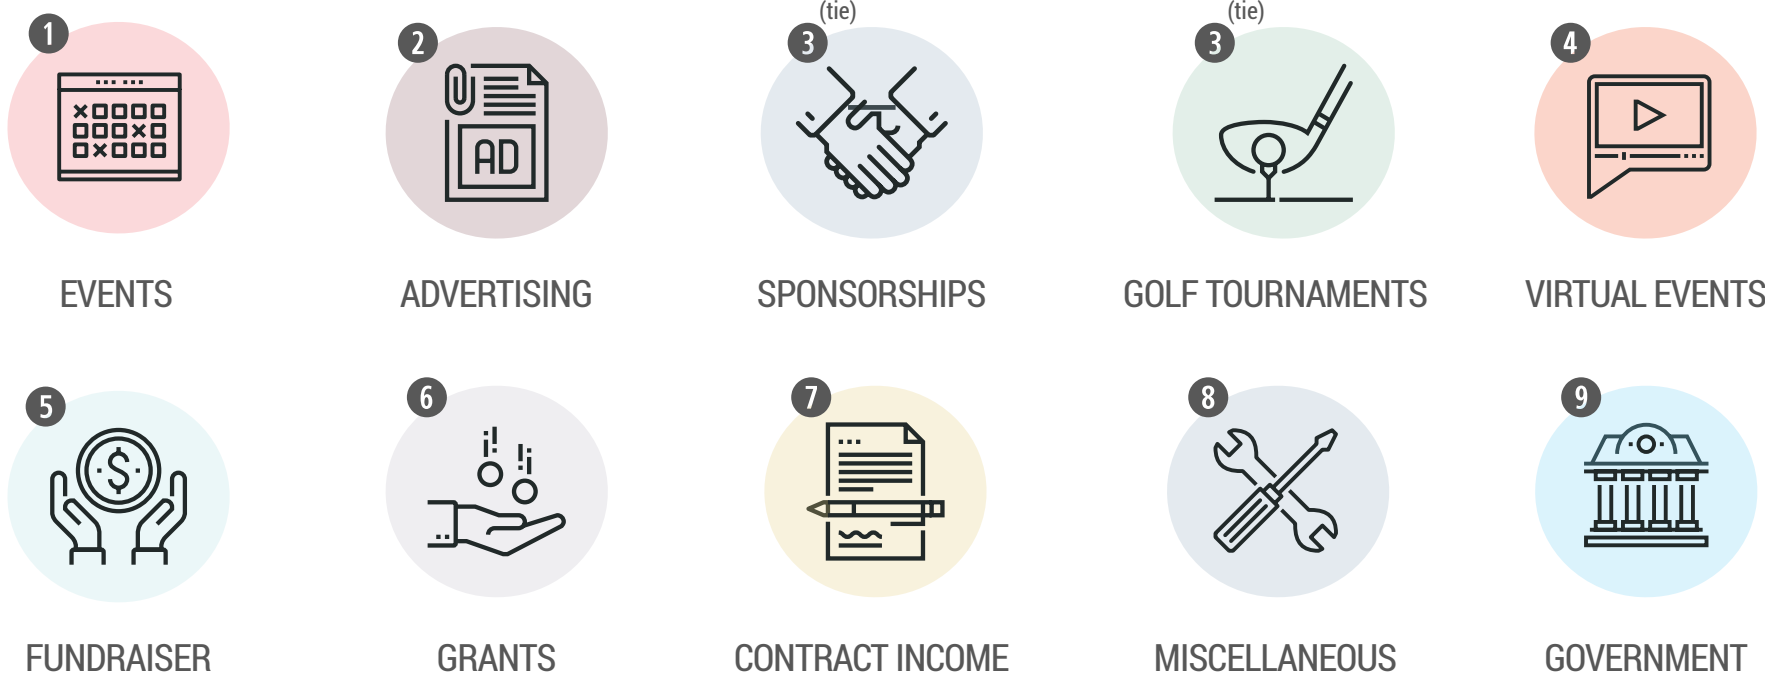 1
EVENTS
2
ADVERTISING
AD
(tie)
3
SPONSORSHIPS
(tie)
3
GOLF TOURNAMENTS
4
VIRTUAL EVENTS
5
$
FUNDRAISER
6
GRANTS
7
CONTRACT INCOME
8
MISCELLANEOUS
9
GOVERNMENT